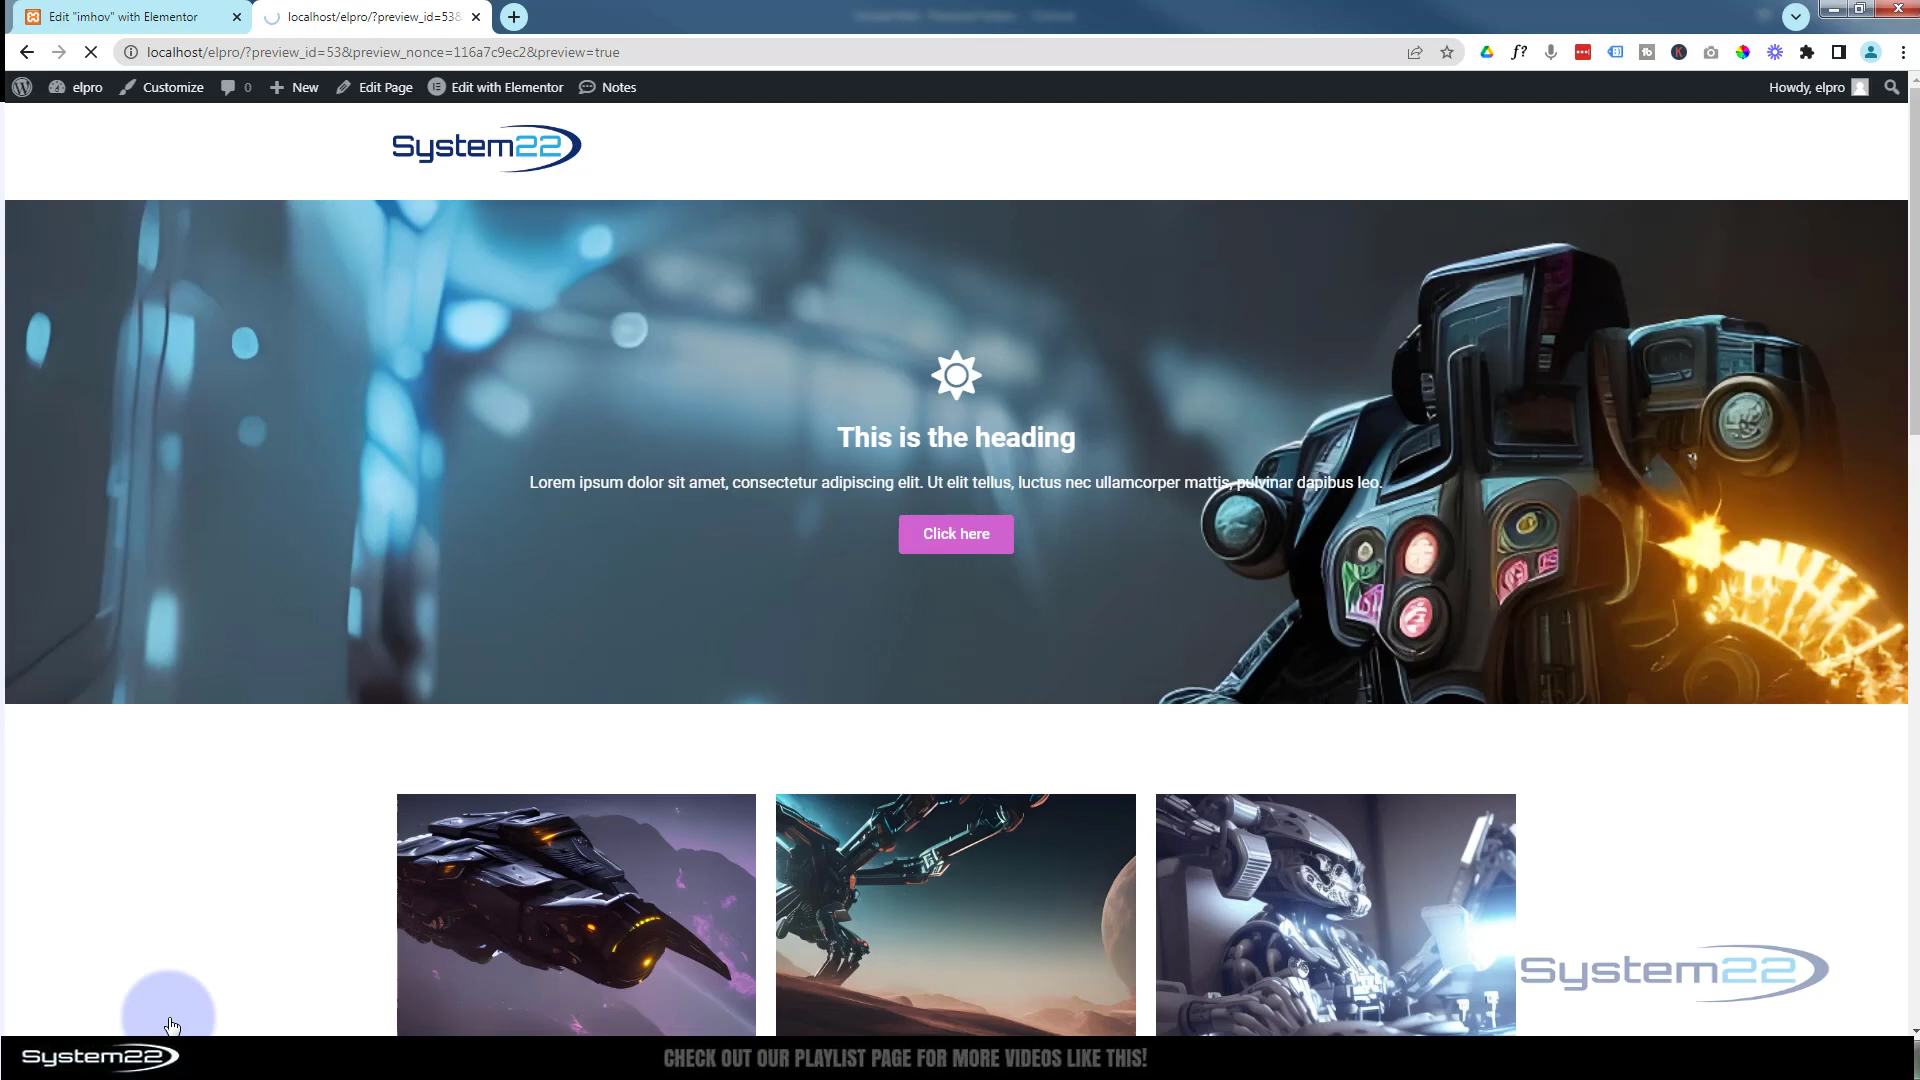 Edit "imhov" with Elementor
localhost/elpro/?preview_id=53&
localhost/elpro/?preview_id=53&preview_nonce=116a7c9ec2&preview=true
elpro
Customize
0
New
Edit Page
Edit with Elementor
Notes
Howdy, elpro
System22
This is the heading
Lorem ipsum dolor sit amet, consectetur adipiscing elit. Ut elit tellus, luctus nec ullamcorper mattis, pulvinar dapibus leo.
Click here
System22
System22
CHECK OUT OUR PLAYLIST PAGE FOR MORE VIDEOS LIKE THIS!